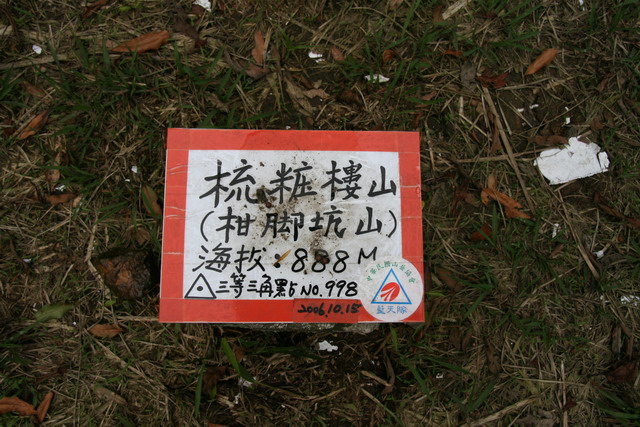 梳粧樓山
(柑脚坑山)
海拔:888M
三等三角點 NO.998
2006.10.15
藍天隊